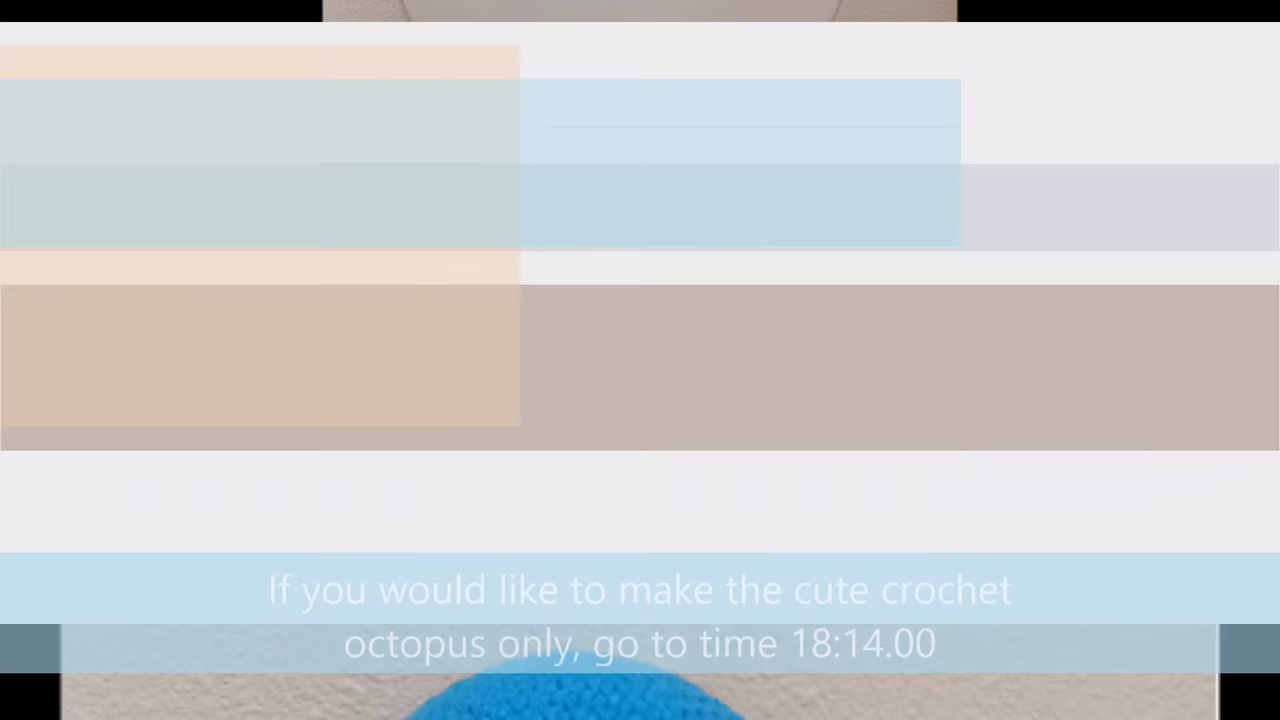 If you would like to make the cute crochet
octopus only, go to time 18:14.00